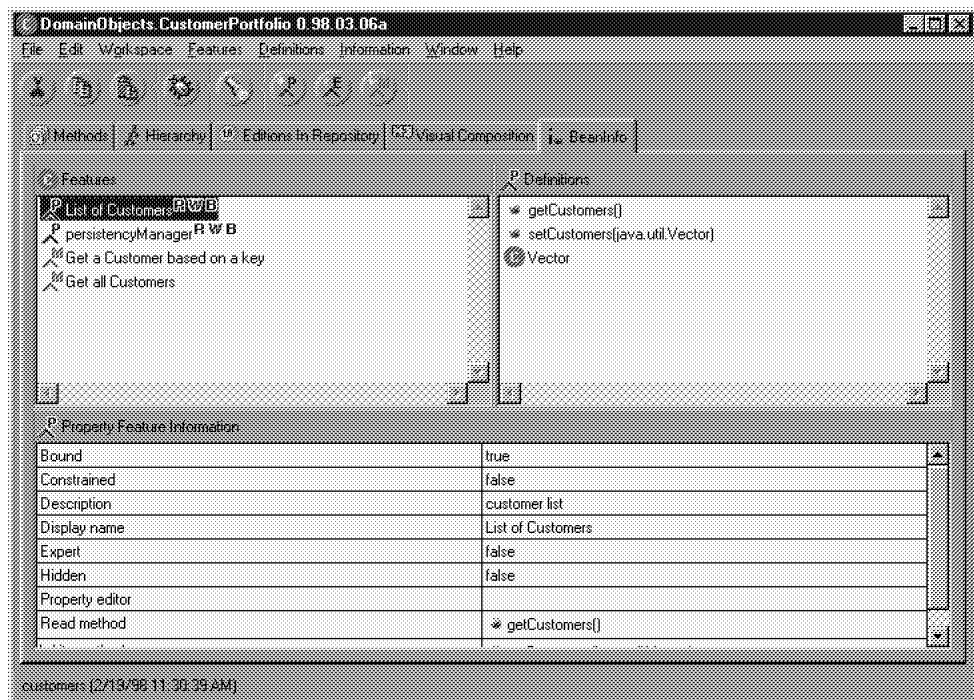 DomainObjects.CustomerPortfolio 0.98.03.06a
File Edit Workspace Features Definitions Information Window Help
Methods Hierarchy Editions In Repository Visual Composition BeanInfo
Features
P List of Customers R W B
P persistencyManager R W B
M Get a Customer based on a key
M Get all Customers
P Definitions
getCustomers()
setCustomers(java.util.Vector)
C Vector
P Property Feature Information
Bound true
Constrained false
Description customer list
Display name List of Customers
Expert false
Hidden false
Property editor
Read method getCustomers()
customers (2/19/98 11:30:39 AM)